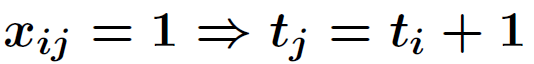 x_{ij} = 1 ⇒ t_j = t_i + 1